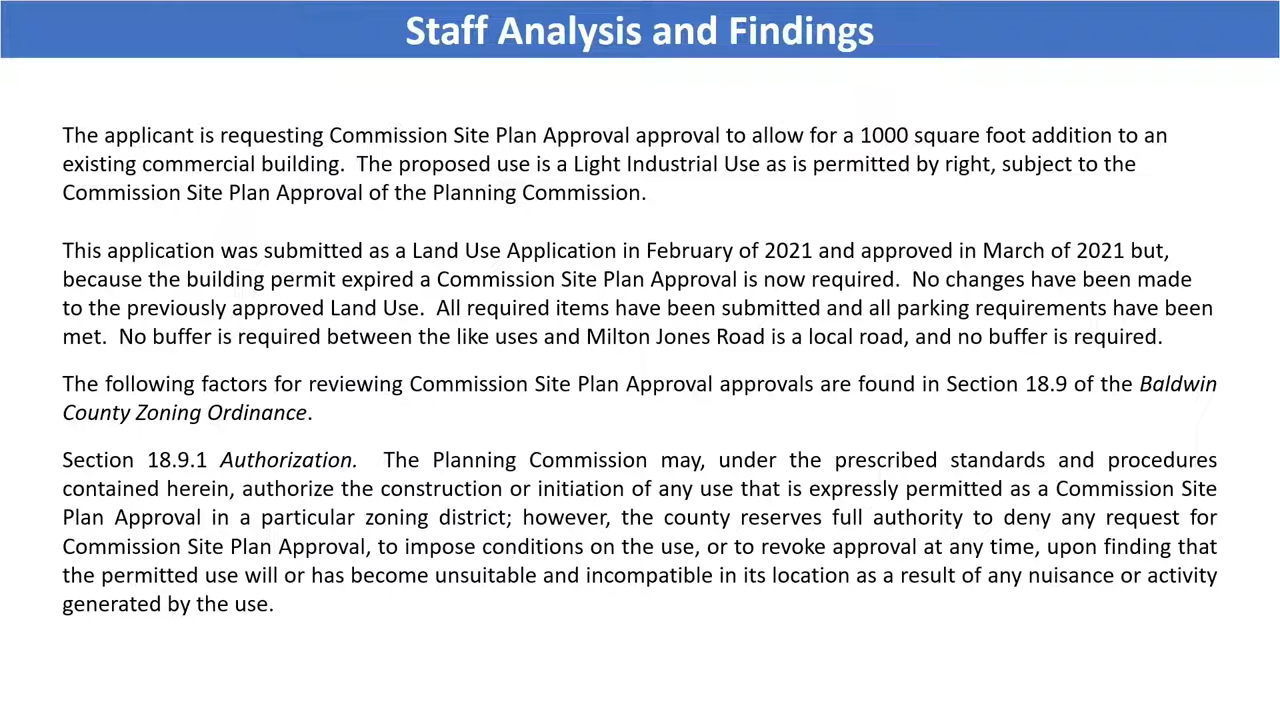 Staff Analysis and Findings
The applicant is requesting Commission Site Plan Approval approval to allow for a 1000 square foot addition to an
existing commercial building.  The proposed use is a Light Industrial Use as is permitted by right, subject to the
Commission Site Plan Approval of the Planning Commission.
This application was submitted as a Land Use Application in February of 2021 and approved in March of 2021 but,
because the building permit expired a Commission Site Plan Approval is now required.  No changes have been made
to the previously approved Land Use.  All required items have been submitted and all parking requirements have been
met.  No buffer is required between the like uses and Milton Jones Road is a local road, and no buffer is required.
The following factors for reviewing Commission Site Plan Approval approvals are found in Section 18.9 of the Baldwin
County Zoning Ordinance.
Section 18.9.1 Authorization.  The Planning Commission may, under the prescribed standards and procedures
contained herein, authorize the construction or initiation of any use that is expressly permitted as a Commission Site
Plan Approval in a particular zoning district; however, the county reserves full authority to deny any request for
Commission Site Plan Approval, to impose conditions on the use, or to revoke approval at any time, upon finding that
the permitted use will or has become unsuitable and incompatible in its location as a result of any nuisance or activity
generated by the use.